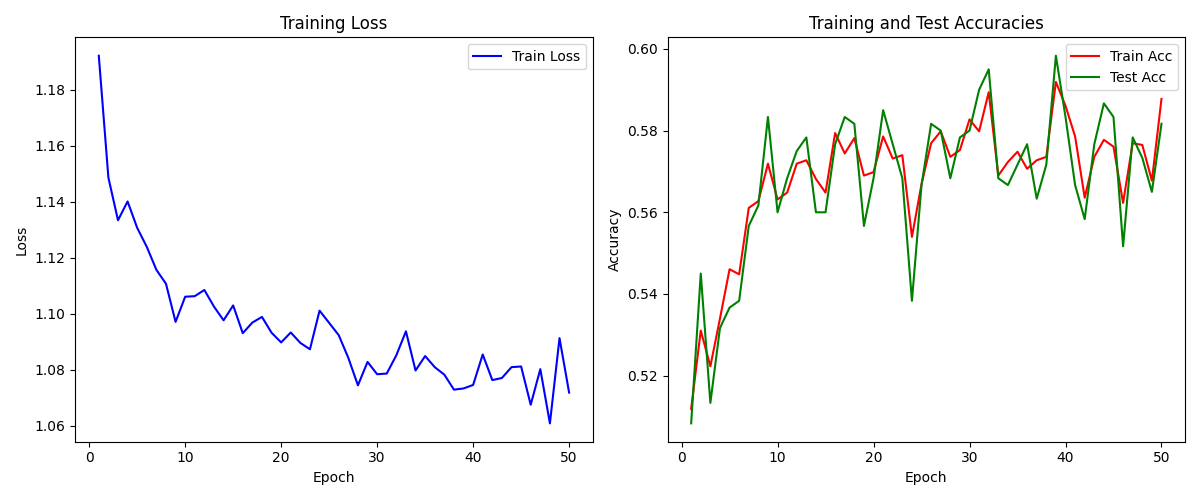 Training Loss
Train Loss
1.18
1.16
1.14
1.12
1.10
1.08
1.06
Loss
0 10 20 30 40 50
Epoch
Training and Test Accuracies
Train Acc
Test Acc
0.60
0.58
0.56
0.54
0.52
Accuracy
0 10 20 30 40 50
Epoch